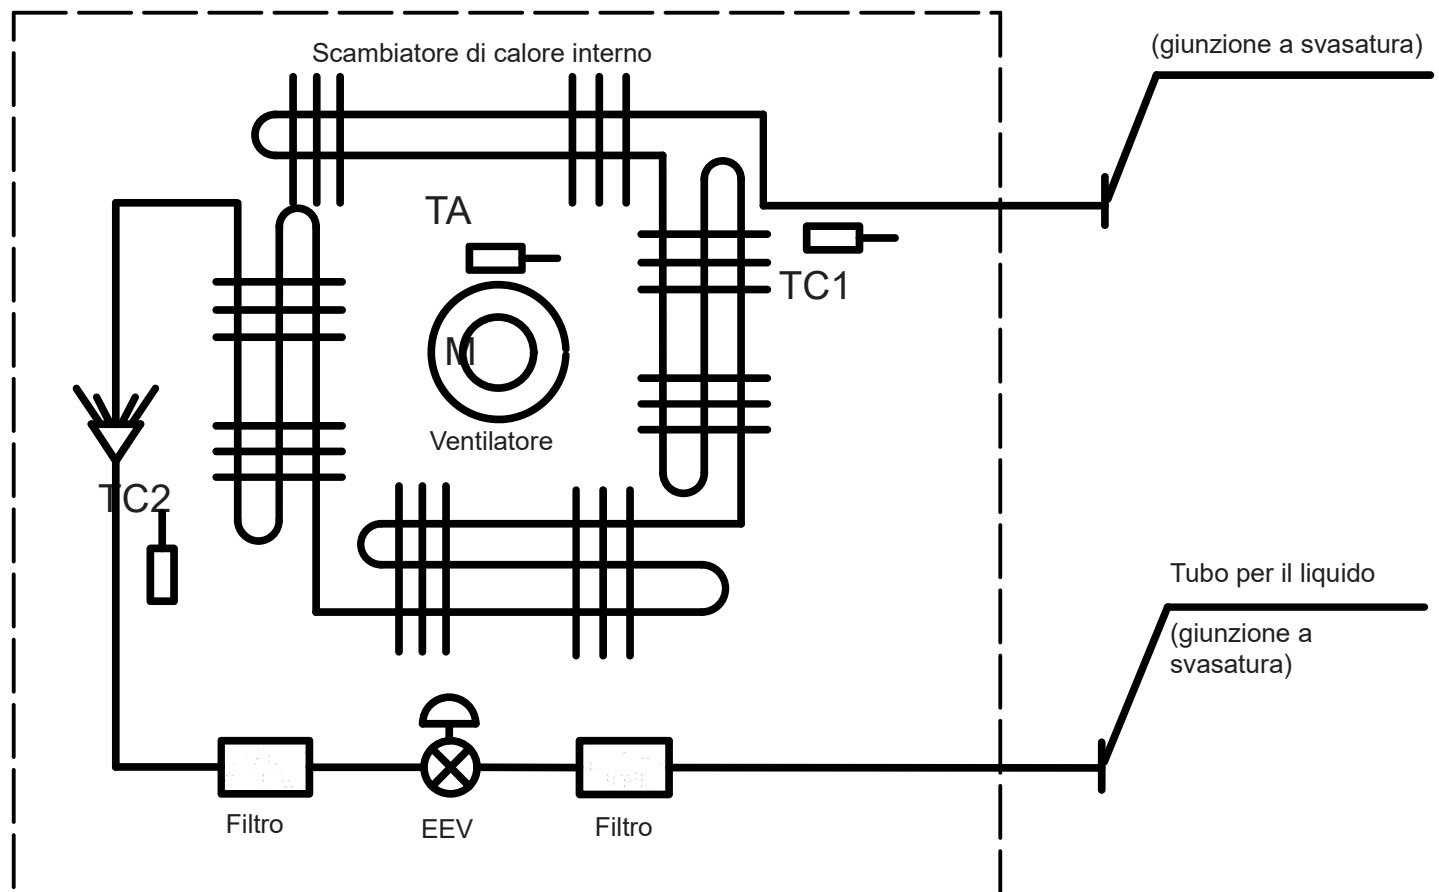 (giunzione a svasatura)
Scambiatore di calore interno
TA
TC1
M
Ventilatore
TC2
Tubo per il liquido
(giunzione a
svasatura)
Filtro
EEV
Filtro